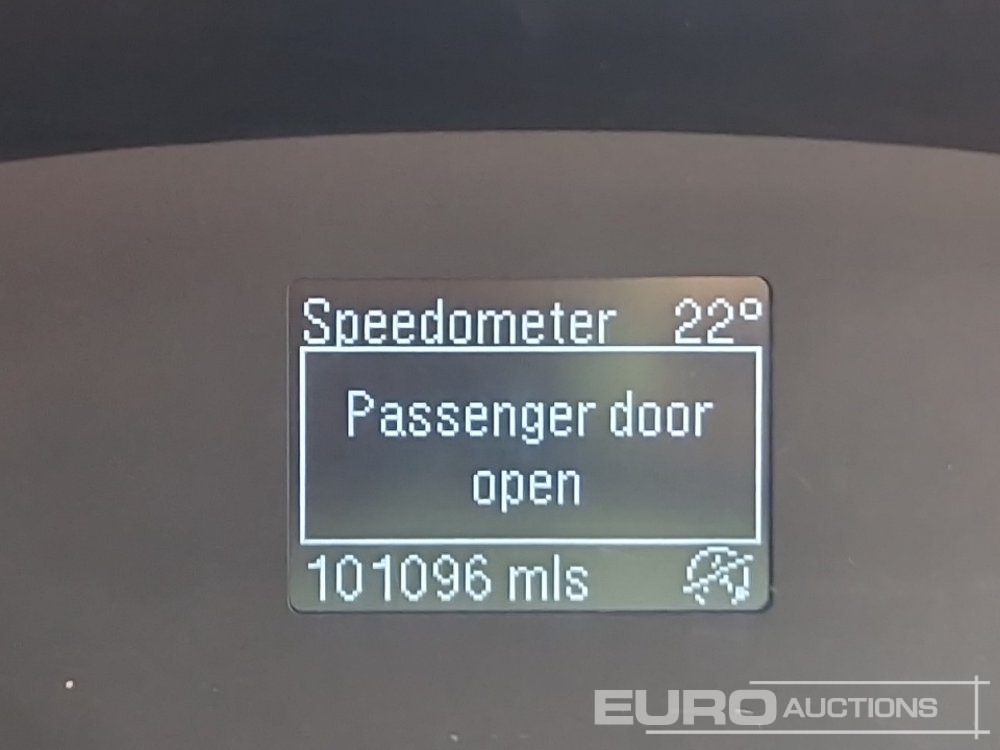 Speedometer 22°
Passenger door
open
101096 mls
EURO AUCTIONS